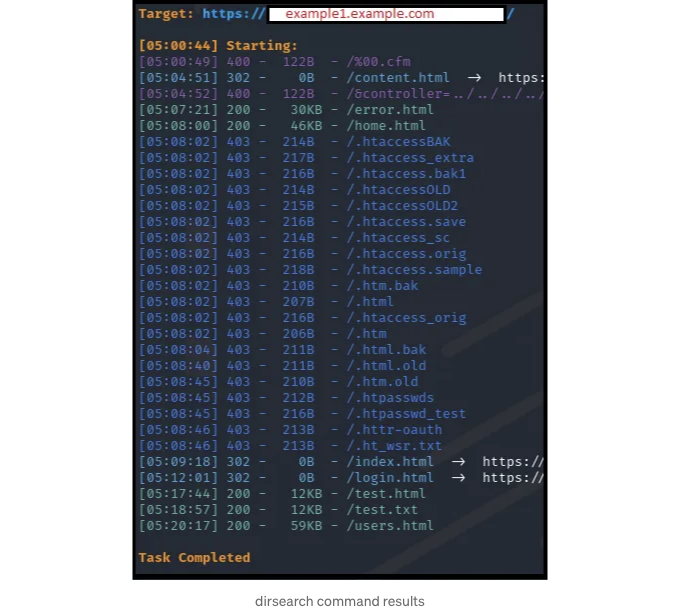 Target: https:// example1.example.com /
[05:00:44] Starting:
[05:00:49] 400 - 122B - /%00.cfm
[05:04:51] 302 - 0B - /content.html -> https:
[05:04:52] 400 - 122B - /&controller=../../../../
[05:07:21] 200 - 30KB - /error.html
[05:08:00] 200 - 46KB - /home.html
[05:08:02] 403 - 214B - /.htaccessBAK
[05:08:02] 403 - 217B - /.htaccess_extra
[05:08:02] 403 - 216B - /.htaccess.bak1
[05:08:02] 403 - 214B - /.htaccessOLD
[05:08:02] 403 - 215B - /.htaccessOLD2
[05:08:02] 403 - 216B - /.htaccess.save
[05:08:02] 403 - 214B - /.htaccess_sc
[05:08:02] 403 - 216B - /.htaccess.orig
[05:08:02] 403 - 218B - /.htaccess.sample
[05:08:02] 403 - 210B - /.htm.bak
[05:08:02] 403 - 207B - /.html
[05:08:02] 403 - 216B - /.htaccess_orig
[05:08:02] 403 - 206B - /.htm
[05:08:04] 403 - 211B - /.html.bak
[05:08:40] 403 - 211B - /.html.old
[05:08:45] 403 - 210B - /.htm.old
[05:08:45] 403 - 212B - /.htpasswds
[05:08:45] 403 - 216B - /.htpasswd_test
[05:08:46] 403 - 213B - /.httr-oauth
[05:08:46] 403 - 213B - /.ht_wsr.txt
[05:09:18] 302 - 0B - /index.html -> https://
[05:12:01] 302 - 0B - /login.html -> https://
[05:17:44] 200 - 12KB - /test.html
[05:18:57] 200 - 12KB - /test.txt
[05:20:17] 200 - 59KB - /users.html
Task Completed
dirsearch command results